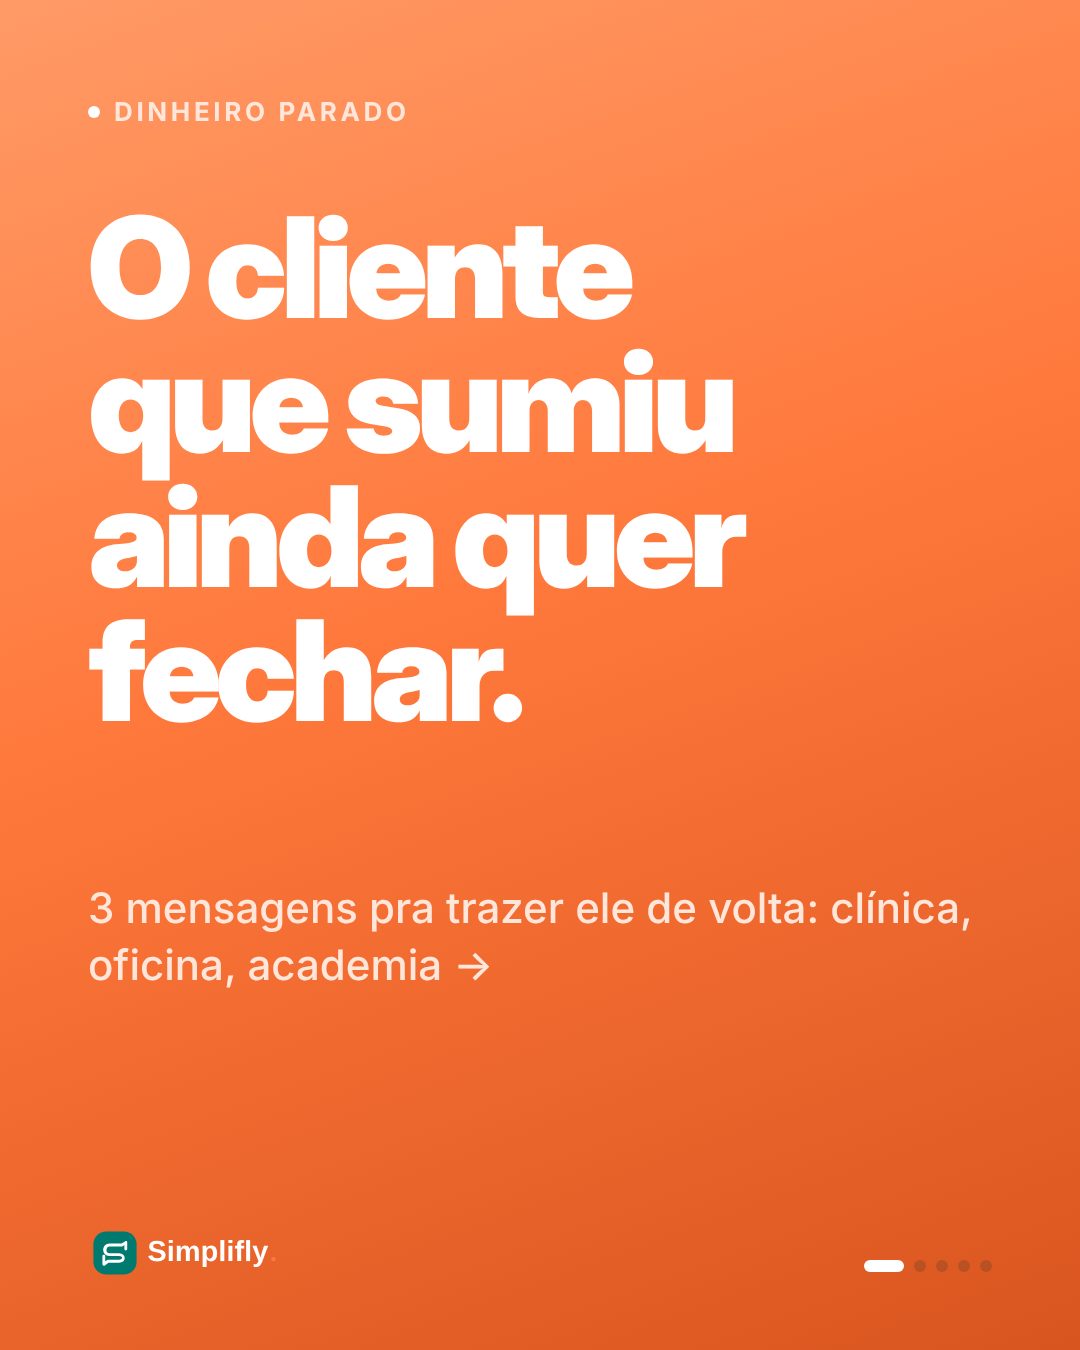 DINHEIRO PARADO
O cliente
que sumiu
ainda quer
fechar.
3 mensagens pra trazer ele de volta: clínica,
oficina, academia →
Simplifly.